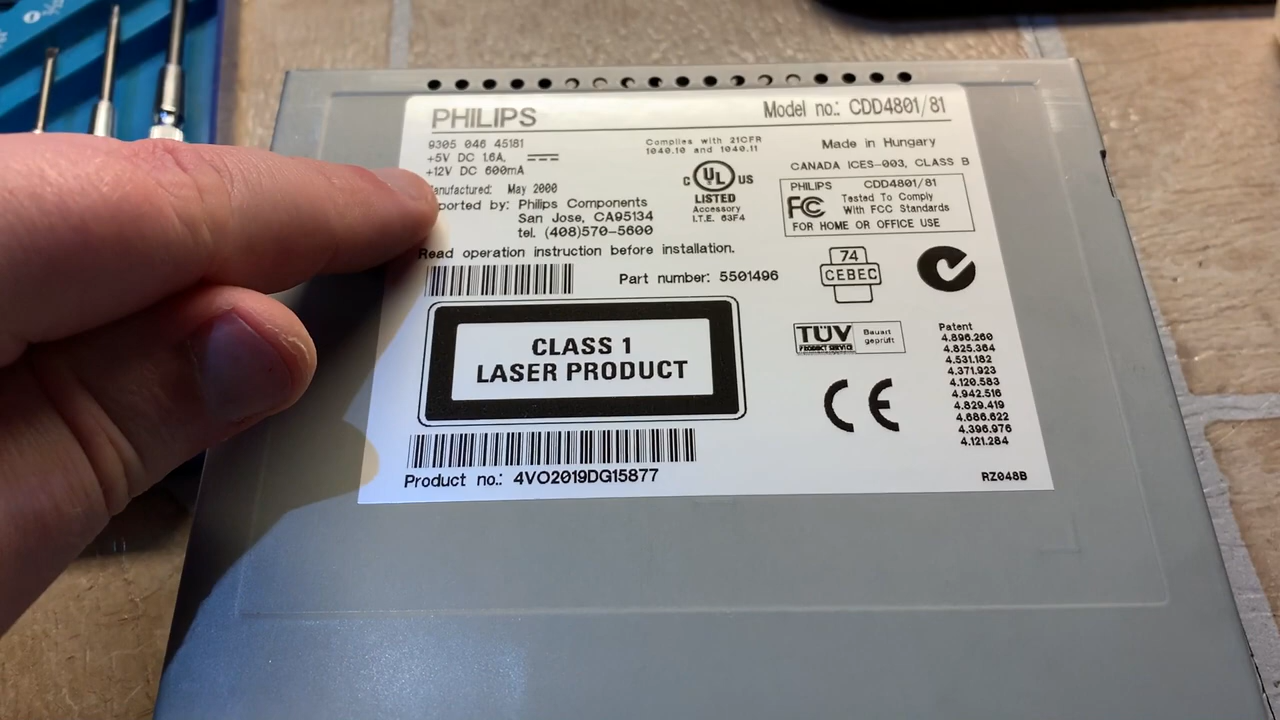 PHILIPS
Model no.: CDD4801/81
9305 046 45181
+5V DC 1.6A,
+12V DC 600mA
anufactured: May 2000
ported by: Philips Components
San Jose, CA95134
tel. (408)570-5600
Read operation instruction before installation.
Complies with 21CFR
1040.10 and 1040.11
C UL US
LISTED
Accessory
I.T.E. 63F4
Made in Hungary
CANADA ICES-003, CLASS B
PHILIPS CDD4801/81
FC Tested To Comply
With FCC Standards
FOR HOME OR OFFICE USE
Part number: 5501496
74
CEBEC
CLASS 1
LASER PRODUCT
TÜV
PRODUCT SERVICE
Bauart
geprüft
CE
Patent
4.896.260
4.825.364
4.531.182
4.371.923
4.120.583
4.942.516
4.829.419
4.686.622
4.396.976
4.121.284
Product no.: 4VO2019DG15877
RZ048B